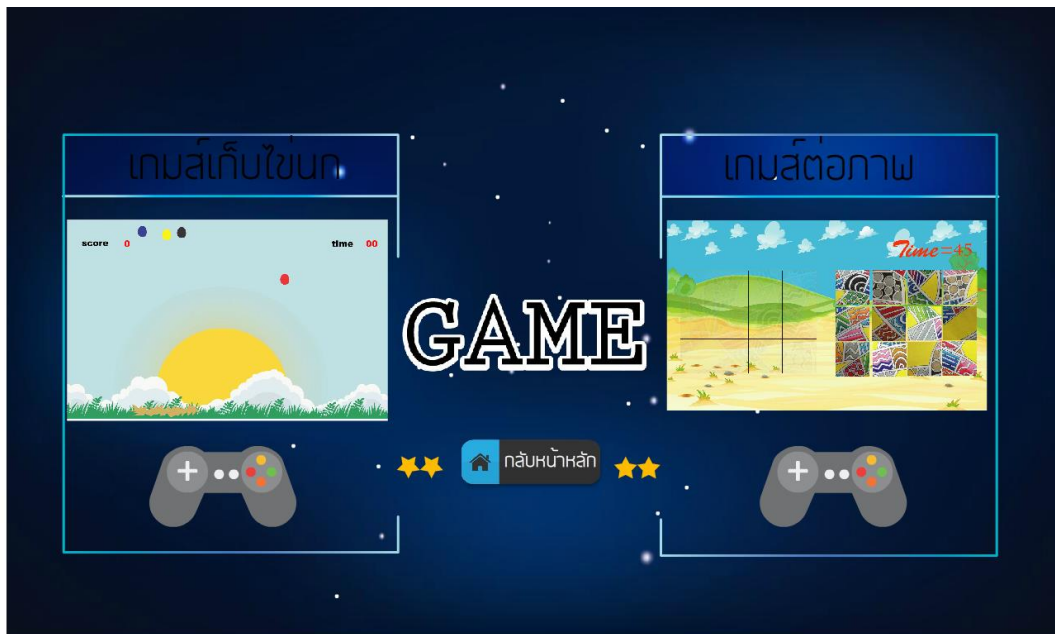 เกมส์เก็บไข่นก
score 0 time 00
GAME
กลับหน้าหลัก
เกมส์ต่อภาพ
Time=45